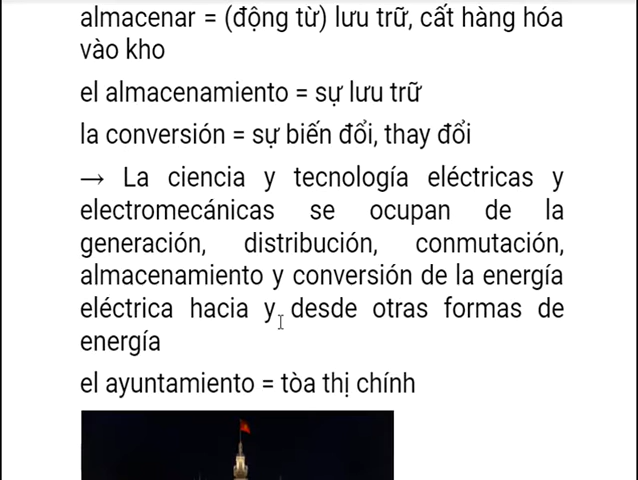 almacenar = (động từ) lưu trữ, cất hàng hóa
vào kho
el almacenamiento = sự lưu trữ
la conversión = sự biến đổi, thay đổi
→ La ciencia y tecnología eléctricas y
electromecánicas se ocupan de la
generación, distribución, conmutación,
almacenamiento y conversión de la energía
eléctrica hacia y desde otras formas de
energía
el ayuntamiento = tòa thị chính